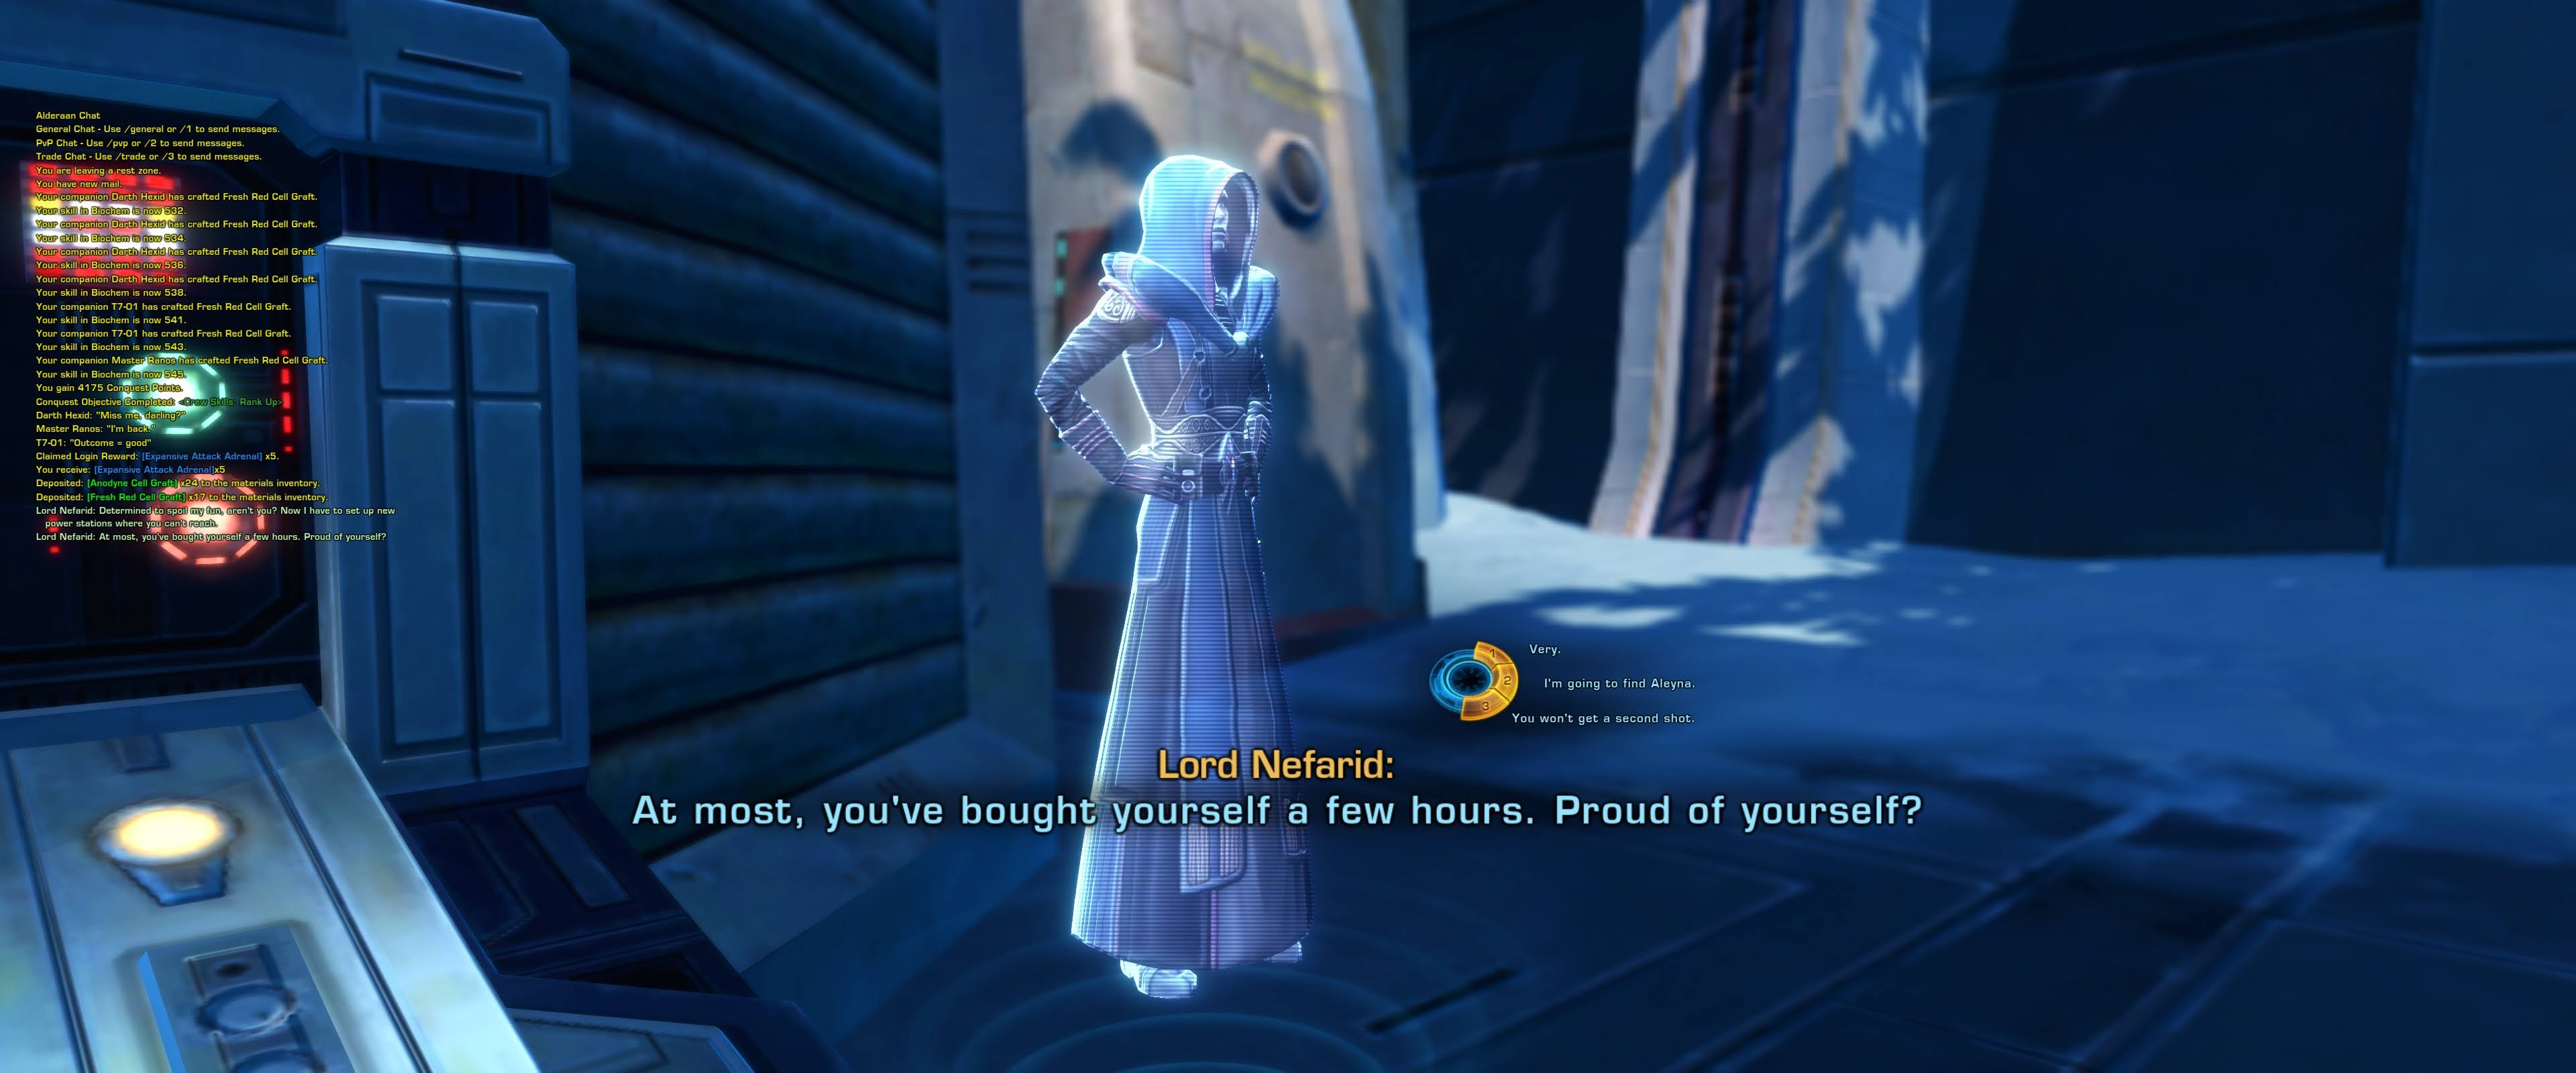 Alderaan Chat
General Chat - Use /general or /1 to send messages.
PvP Chat - Use /pvp or /2 to send messages.
Trade Chat - Use /trade or /3 to send messages.
You are leaving a rest zone.
You have new mail.
Your companion Darth Hexid has crafted Fresh Red Cell Graft.
Your skill in Biochem is now 532.
Your companion Darth Hexid has crafted Fresh Red Cell Graft.
Your skill in Biochem is now 534.
Your companion Darth Hexid has crafted Fresh Red Cell Graft.
Your skill in Biochem is now 536.
Your companion Darth Hexid has crafted Fresh Red Cell Graft.
Your skill in Biochem is now 538.
Your companion T7-01 has crafted Fresh Red Cell Graft.
Your skill in Biochem is now 541.
Your companion T7-01 has crafted Fresh Red Cell Graft.
Your skill in Biochem is now 543.
Your companion Master Ranos has crafted Fresh Red Cell Graft.
Your skill in Biochem is now 545.
You gain 4175 Conquest Points.
Conquest Objective Completed: <Crew Skills: Rank Up>
Darth Hexid: "Miss me, darling?"
Master Ranos: "I'm back."
T7-01: "Outcome = good"
Claimed Login Reward: [Expansive Attack Adrenal] x5.
You receive: [Expansive Attack Adrenal]x5
Deposited: [Anodyne Cell Graft] x24 to the materials inventory.
Deposited: [Fresh Red Cell Graft] x17 to the materials inventory.
Lord Nefarid: Determined to spoil my fun, aren't you? Now I have to set up new
power stations where you can't reach.
Lord Nefarid: At most, you've bought yourself a few hours. Proud of yourself?
1 Very.
2 I'm going to find Aleyna.
3 You won't get a second shot.
Lord Nefarid:
At most, you've bought yourself a few hours. Proud of yourself?